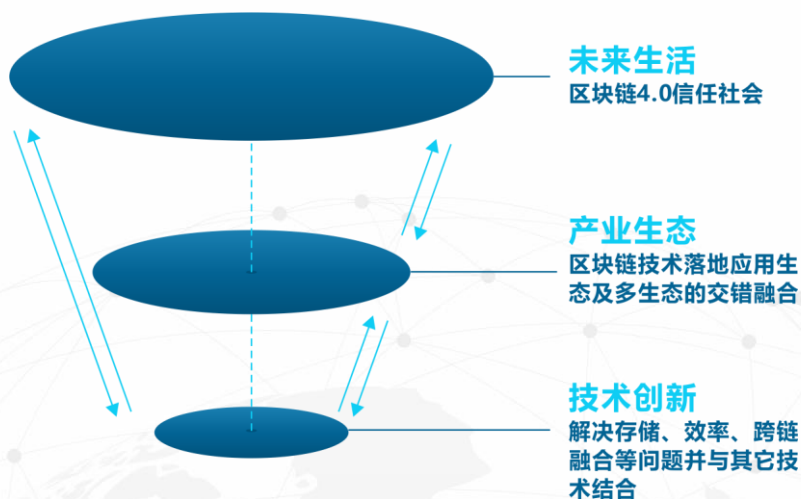 未来生活
区块链4.0信任社会
产业生态
区块链技术落地应用生
态及多生态的交错融合
技术创新
解决存储、效率、跨链
融合等问题并与其它技
术结合